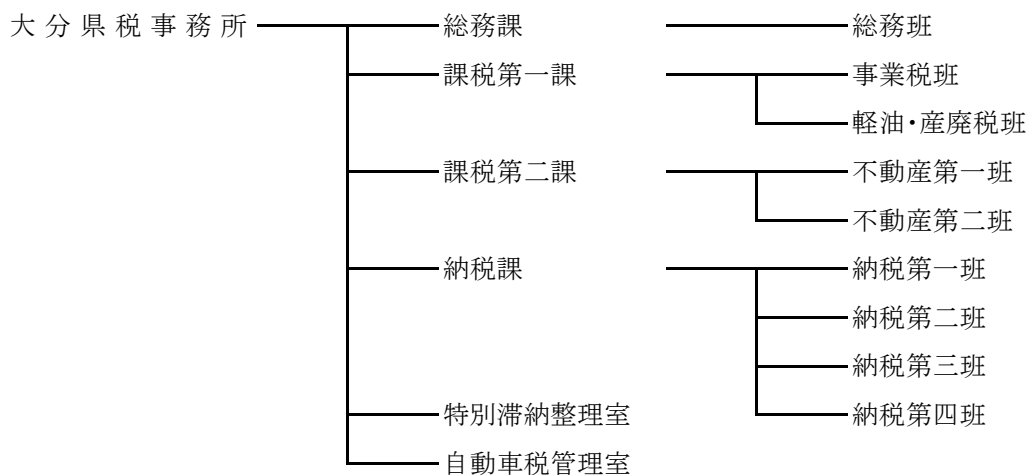 大分県税事務所 総務課 総務班
課税第一課 事業税班
軽油・産廃税班
課税第二課 不動産第一班
不動産第二班
納税課 納税第一班
納税第二班
納税第三班
特別滞納整理室 納税第四班
自動車税管理室